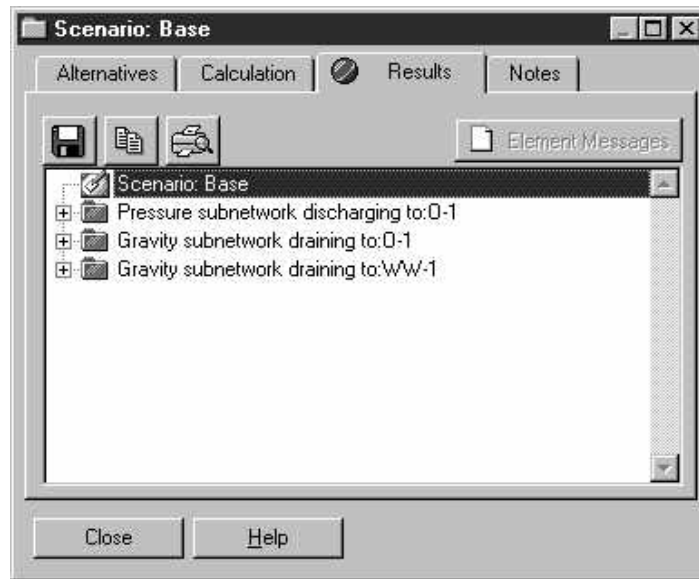 Scenario: Base
Alternatives Calculation Results Notes
Element Messages
Scenario: Base
Pressure subnetwork discharging to:O-1
Gravity subnetwork draining to:O-1
Gravity subnetwork draining to:WW-1
Close Help